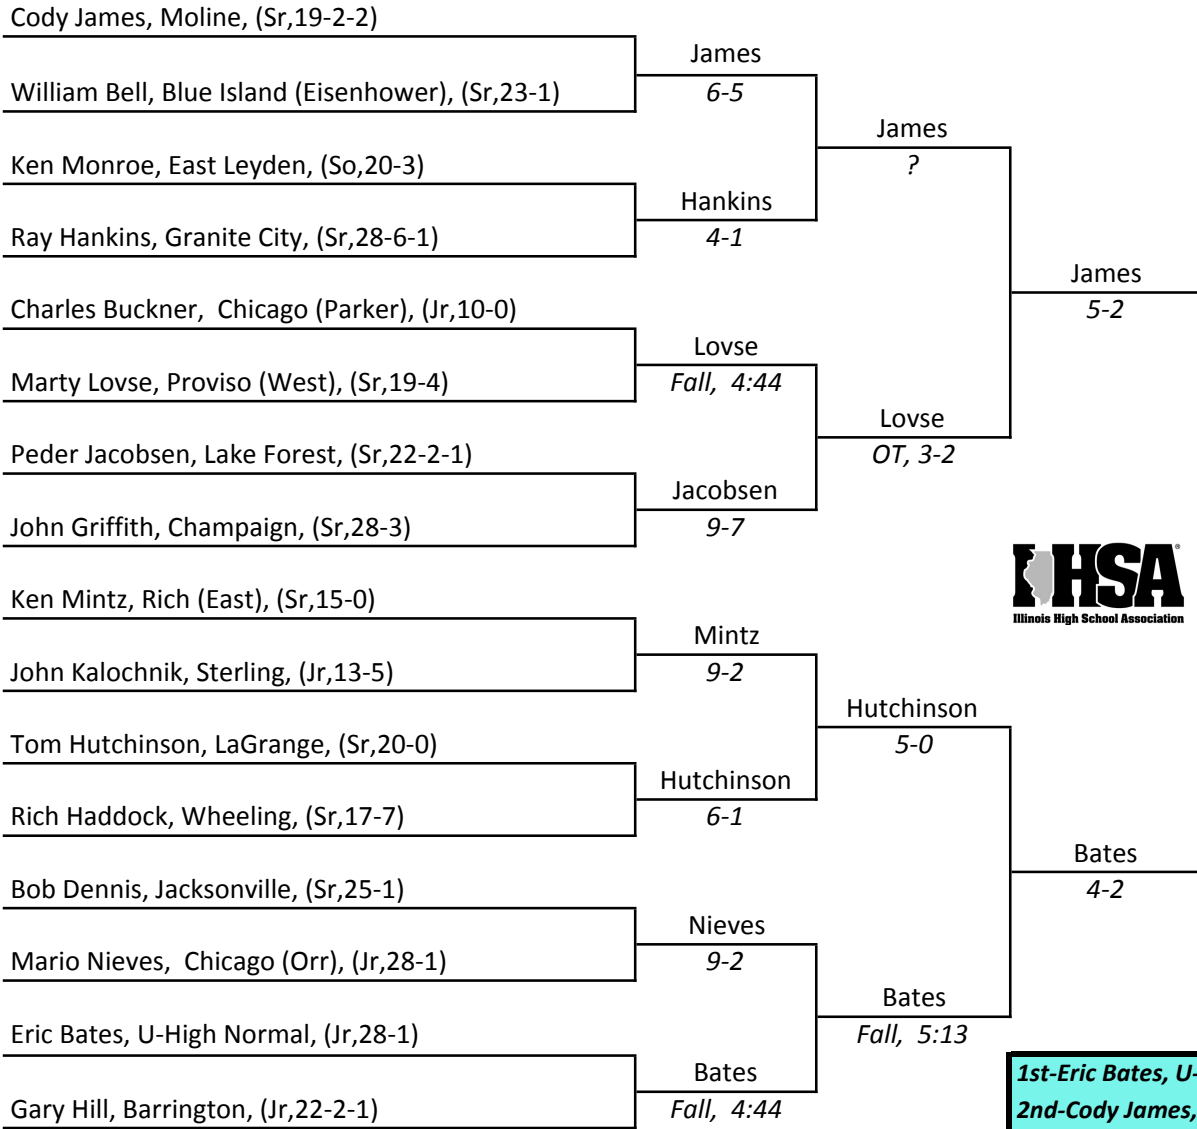 Cody James, Moline, (Sr,19-2-2)
James
William Bell, Blue Island (Eisenhower), (Sr,23-1)
6-5
James
Ken Monroe, East Leyden, (So,20-3)
?
Hankins
Ray Hankins, Granite City, (Sr,28-6-1)
4-1
James
Charles Buckner, Chicago (Parker), (Jr,10-0)
5-2
Lovse
Marty Lovse, Proviso (West), (Sr,19-4)
Fall, 4:44
Lovse
Peder Jacobsen, Lake Forest, (Sr,22-2-1)
OT, 3-2
Jacobsen
John Griffith, Champaign, (Sr,28-3)
9-7
IHSA
Ken Mintz, Rich (East), (Sr,15-0)
Illinois High School Association
Mintz
John Kalochnik, Sterling, (Jr,13-5)
9-2
Hutchinson
Tom Hutchinson, LaGrange, (Sr,20-0)
5-0
Hutchinson
Rich Haddock, Wheeling, (Sr,17-7)
6-1
Bates
Bob Dennis, Jacksonville, (Sr,25-1)
4-2
Nieves
Mario Nieves, Chicago (Orr), (Jr,28-1)
9-2
Bates
Eric Bates, U-High Normal, (Jr,28-1)
Fall, 5:13
Bates
1st-Eric Bates, U-
Gary Hill, Barrington, (Jr,22-2-1)
Fall, 4:44
2nd-Cody James,